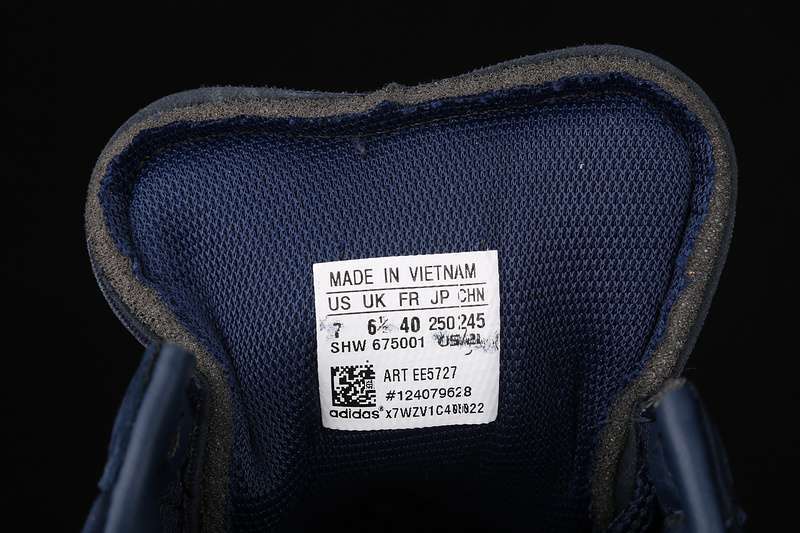 MADE IN VIETNAM
US UK FR JP CHN
7 6½ 40 250 245
SHW 675001
ART EE5727
#124079628
adidas®